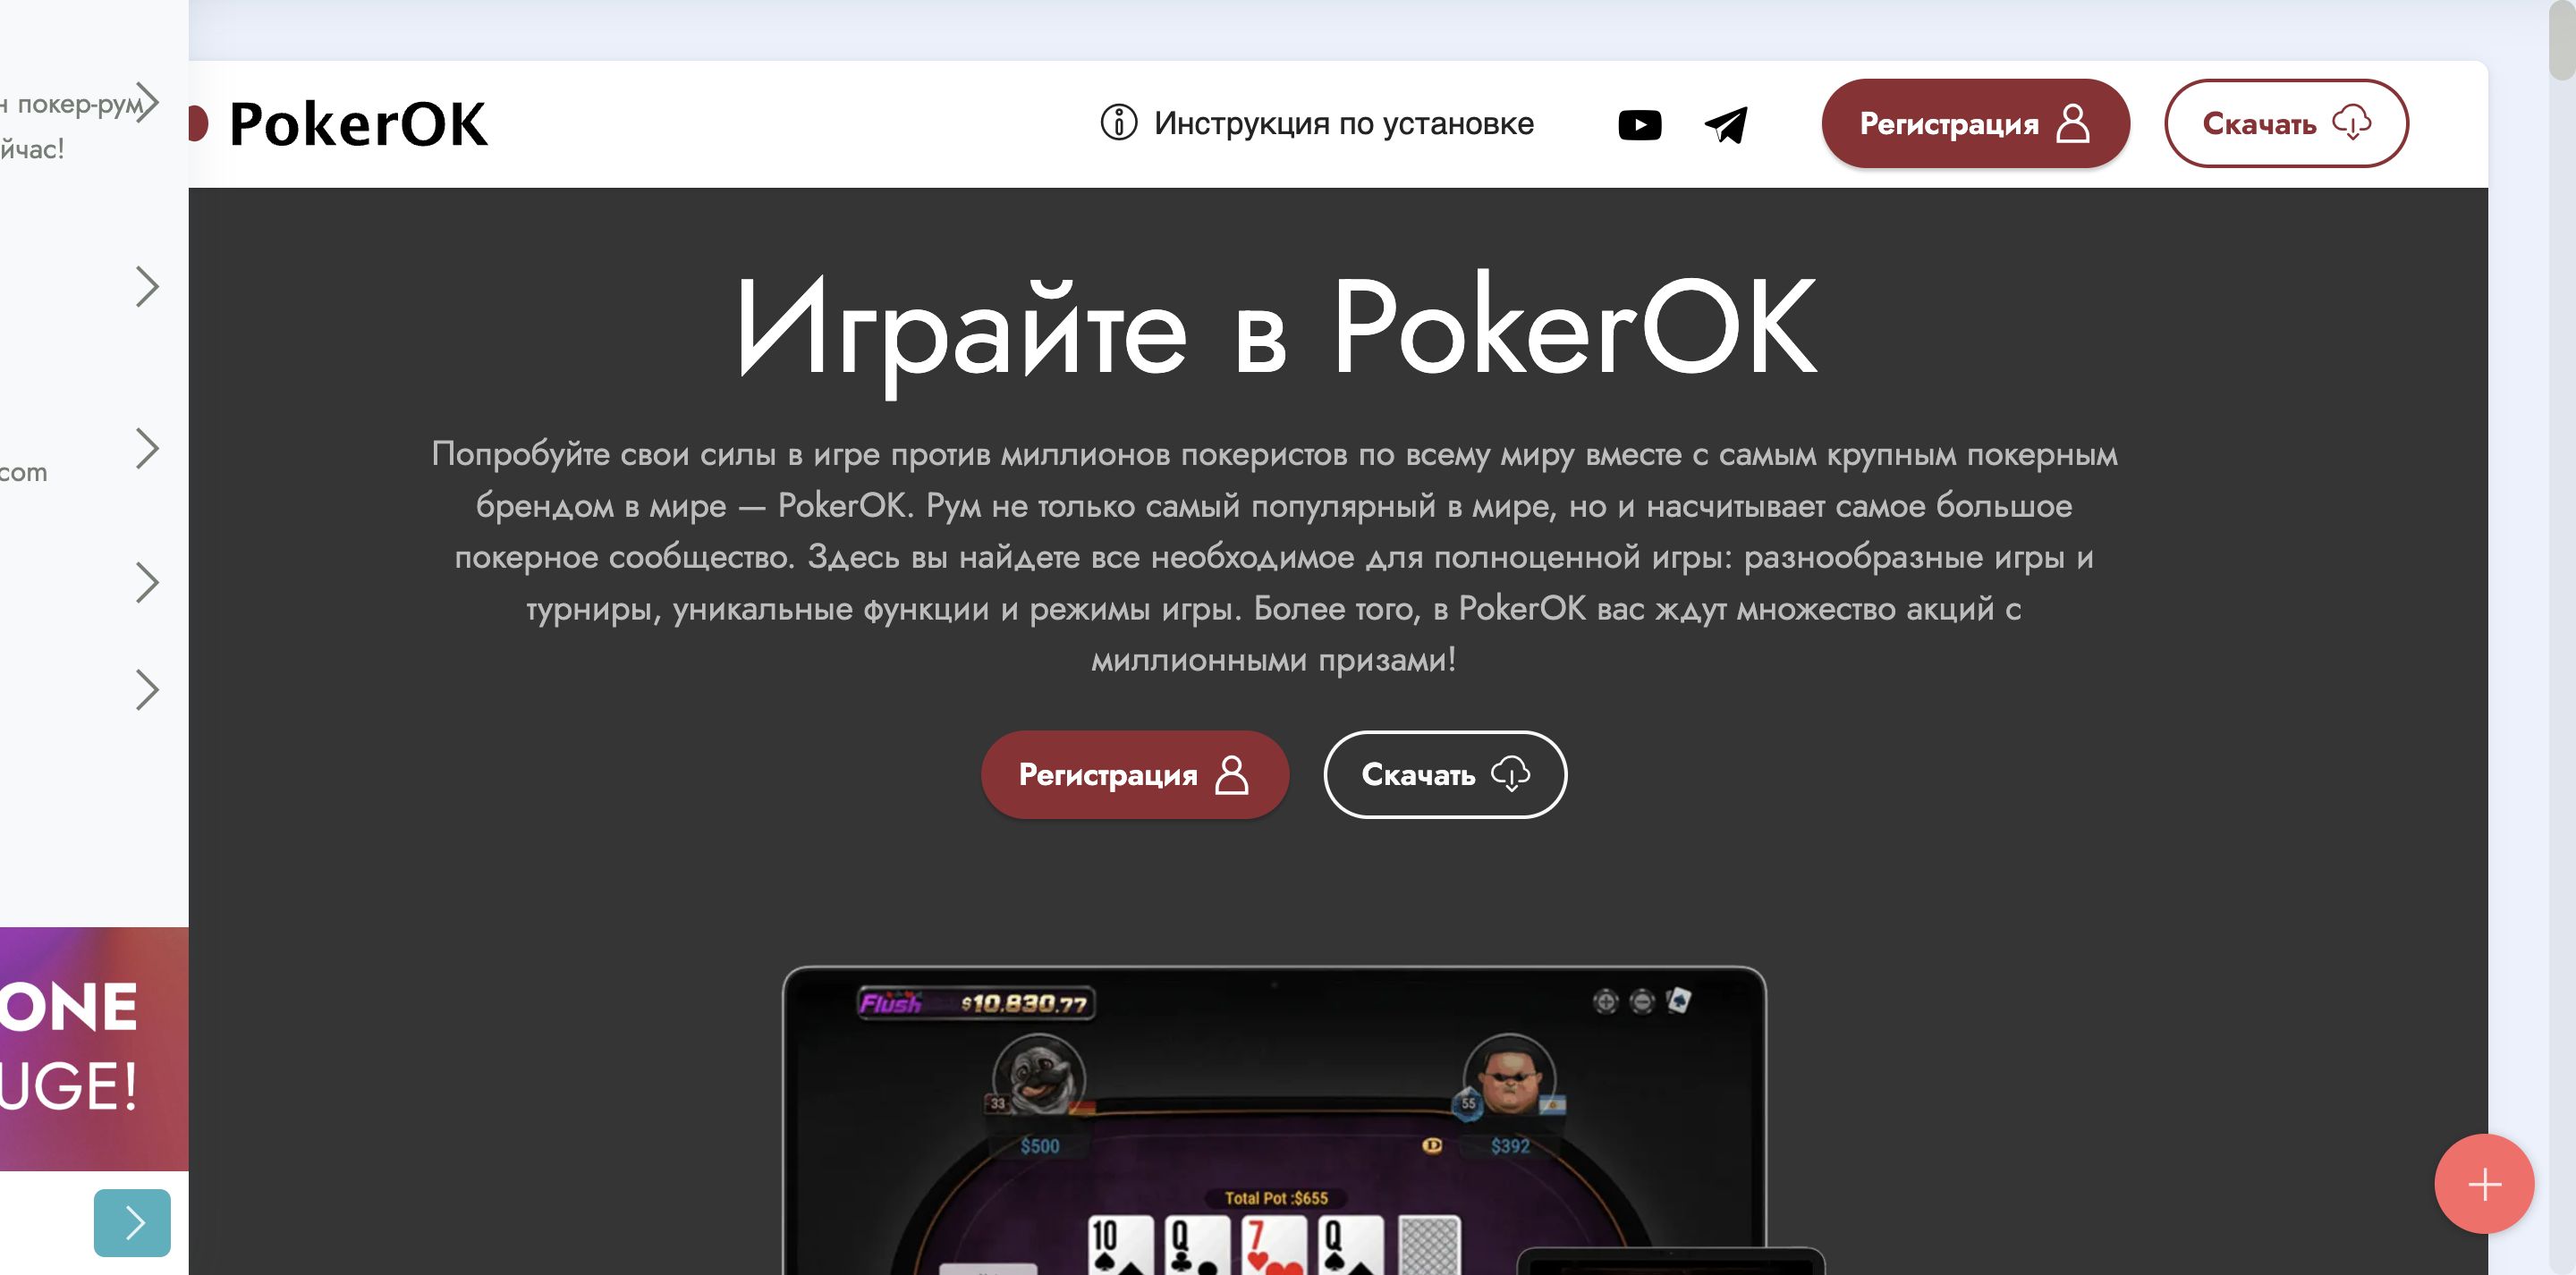 н покер-рум
йчас!
com
ONE
UGE!
PokerOK
Инструкция по установке
Регистрация
Скачать
Играйте в PokerOK
Попробуйте свои силы в игре против миллионов покеристов по всему миру вместе с самым крупным покерным
брендом в мире — PokerOK. Рум не только самый популярный в мире, но и насчитывает самое большое
покерное сообщество. Здесь вы найдете все необходимое для полноценной игры: разнообразные игры и
турниры, уникальные функции и режимы игры. Более того, в PokerOK вас ждут множество акций с
миллионными призами!
Регистрация
Скачать
Flush $10.830.77
33
55
$500
D
$392
Total Pot :$655
10 Q 7 Q